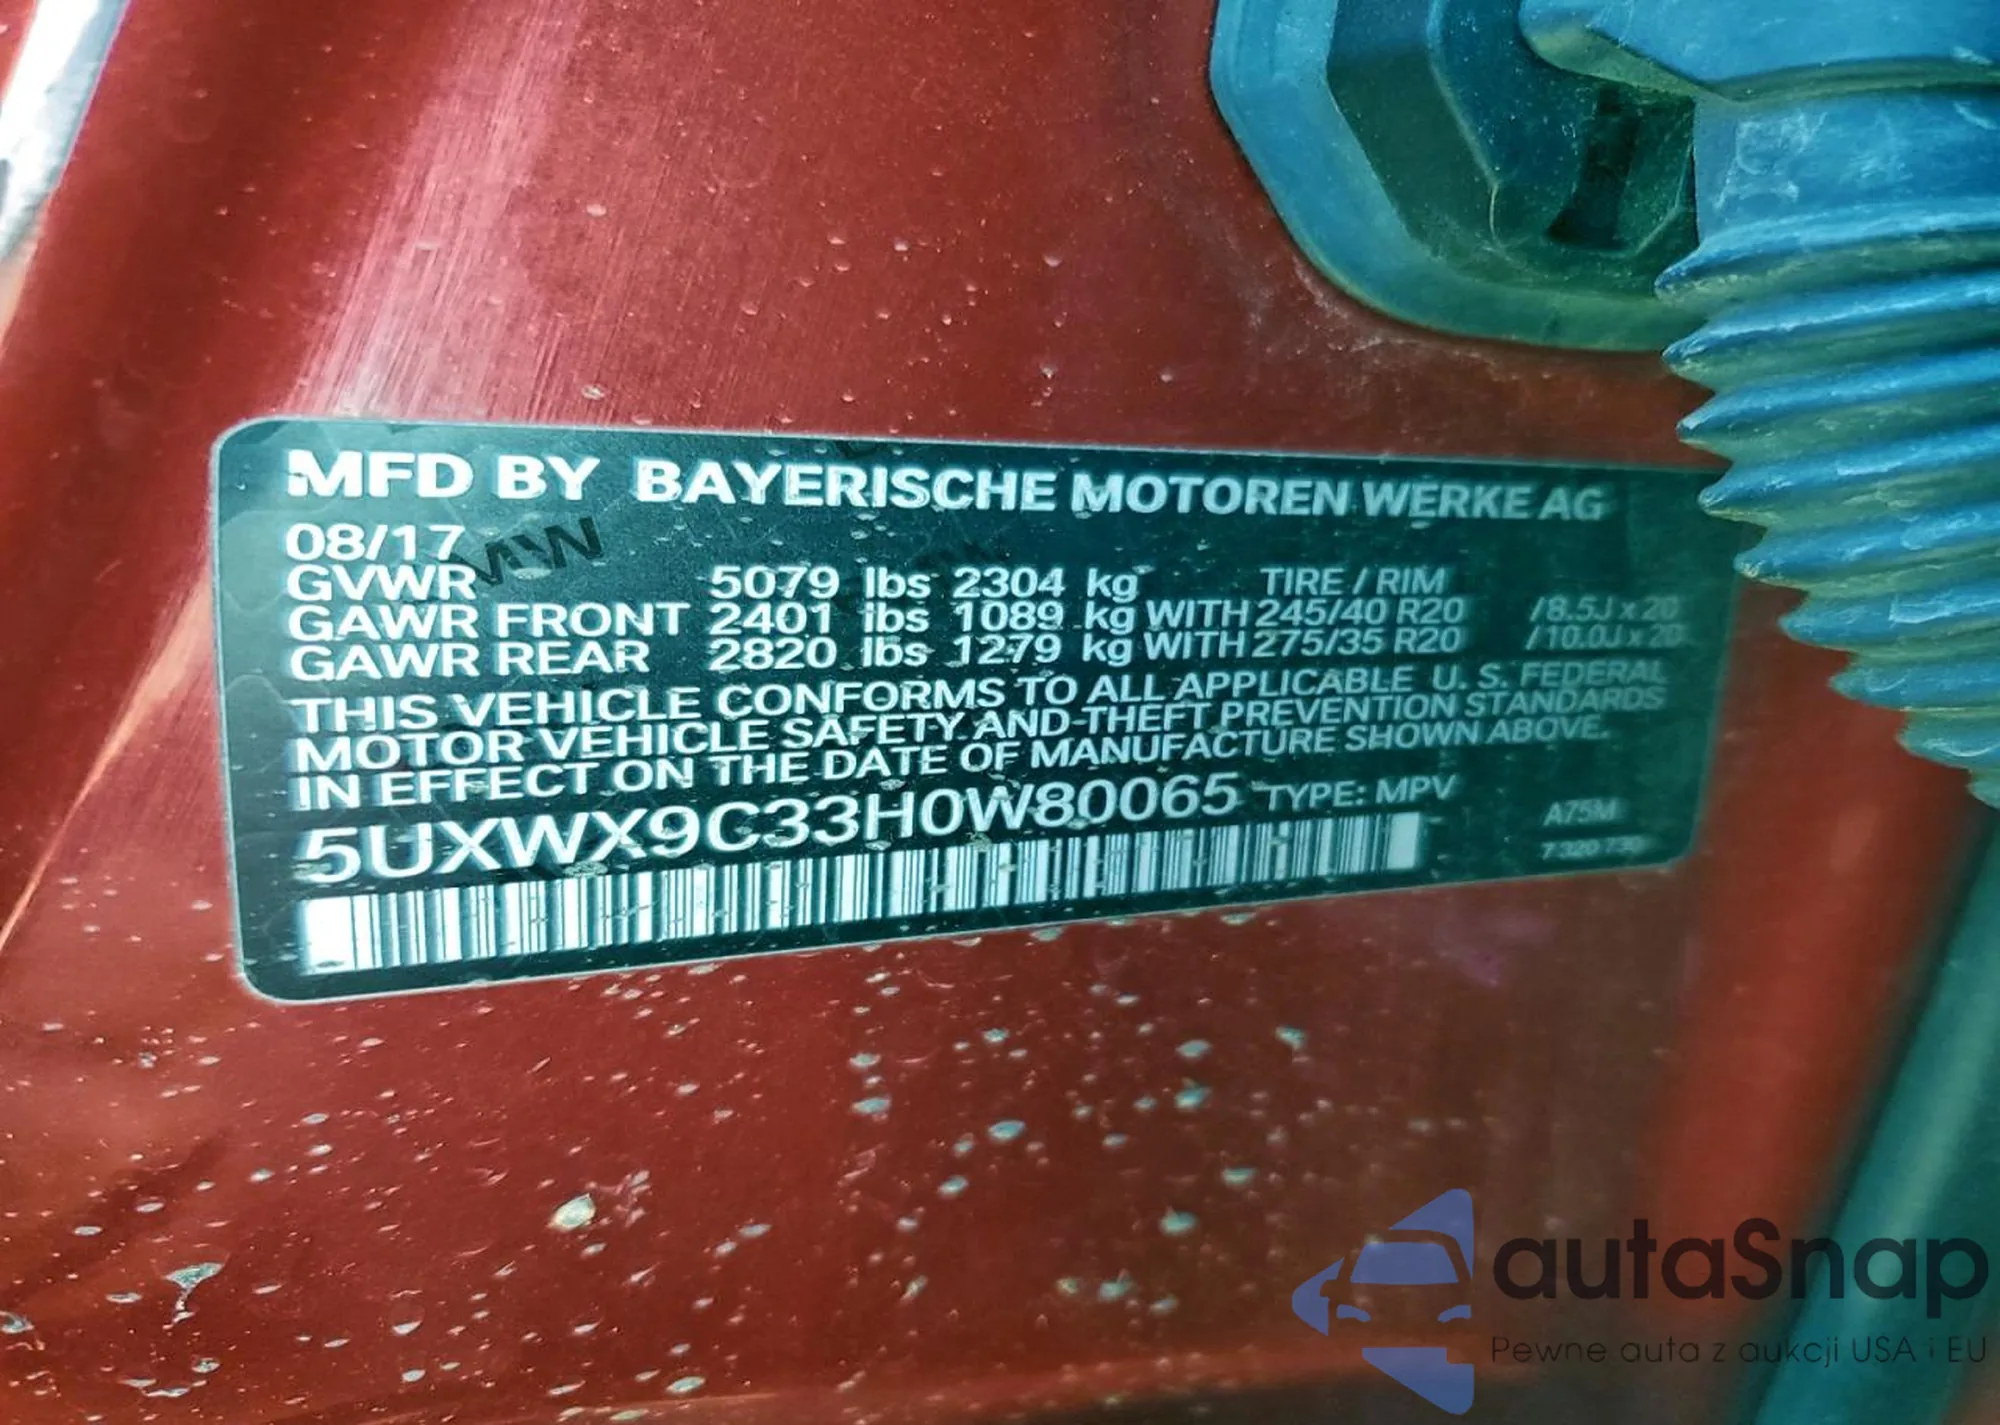 MFD BY BAYERISCHE MOTOREN WERKE AG
08/17
GVWR 5079 lbs 2304 kg TIRE / RIM
GAWR FRONT 2401 lbs 1089 kg WITH 245/40 R20 /8.5J x 20
GAWR REAR 2820 lbs 1279 kg WITH 275/35 R20 /10.0J x 20
THIS VEHICLE CONFORMS TO ALL APPLICABLE U. S. FEDERAL
MOTOR VEHICLE SAFETY AND THEFT PREVENTION STANDARDS
IN EFFECT ON THE DATE OF MANUFACTURE SHOWN ABOVE.
5UXWX9C33H0W80065 TYPE: MPV
A75M
7 320
autaSnap
Pewne auta z aukcji USA i EU